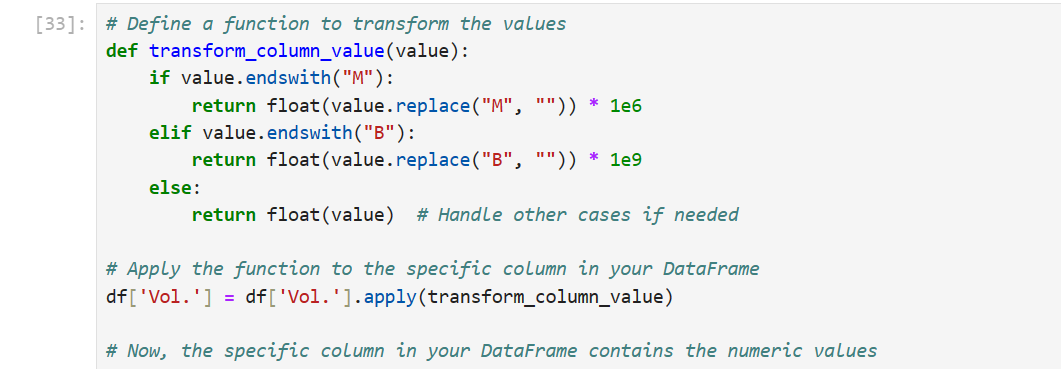 [33]: # Define a function to transform the values
def transform_column_value(value):
    if value.endswith("M"):
        return float(value.replace("M", "")) * 1e6
    elif value.endswith("B"):
        return float(value.replace("B", "")) * 1e9
    else:
        return float(value)  # Handle other cases if needed

# Apply the function to the specific column in your DataFrame
df['Vol.'] = df['Vol.'].apply(transform_column_value)

# Now, the specific column in your DataFrame contains the numeric values